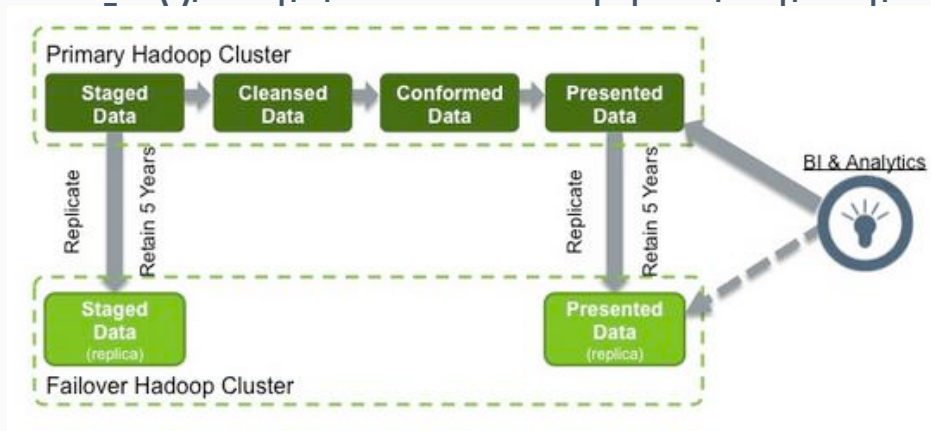 Primary Hadoop Cluster
Staged
Data
Cleansed
Data
Conformed
Data
Presented
Data
Replicate
Retain 5 Years
Replicate
Retain 5 Years
BI & Analytics
Staged
Data
(replica)
Presented
Data
(replica)
Failover Hadoop Cluster